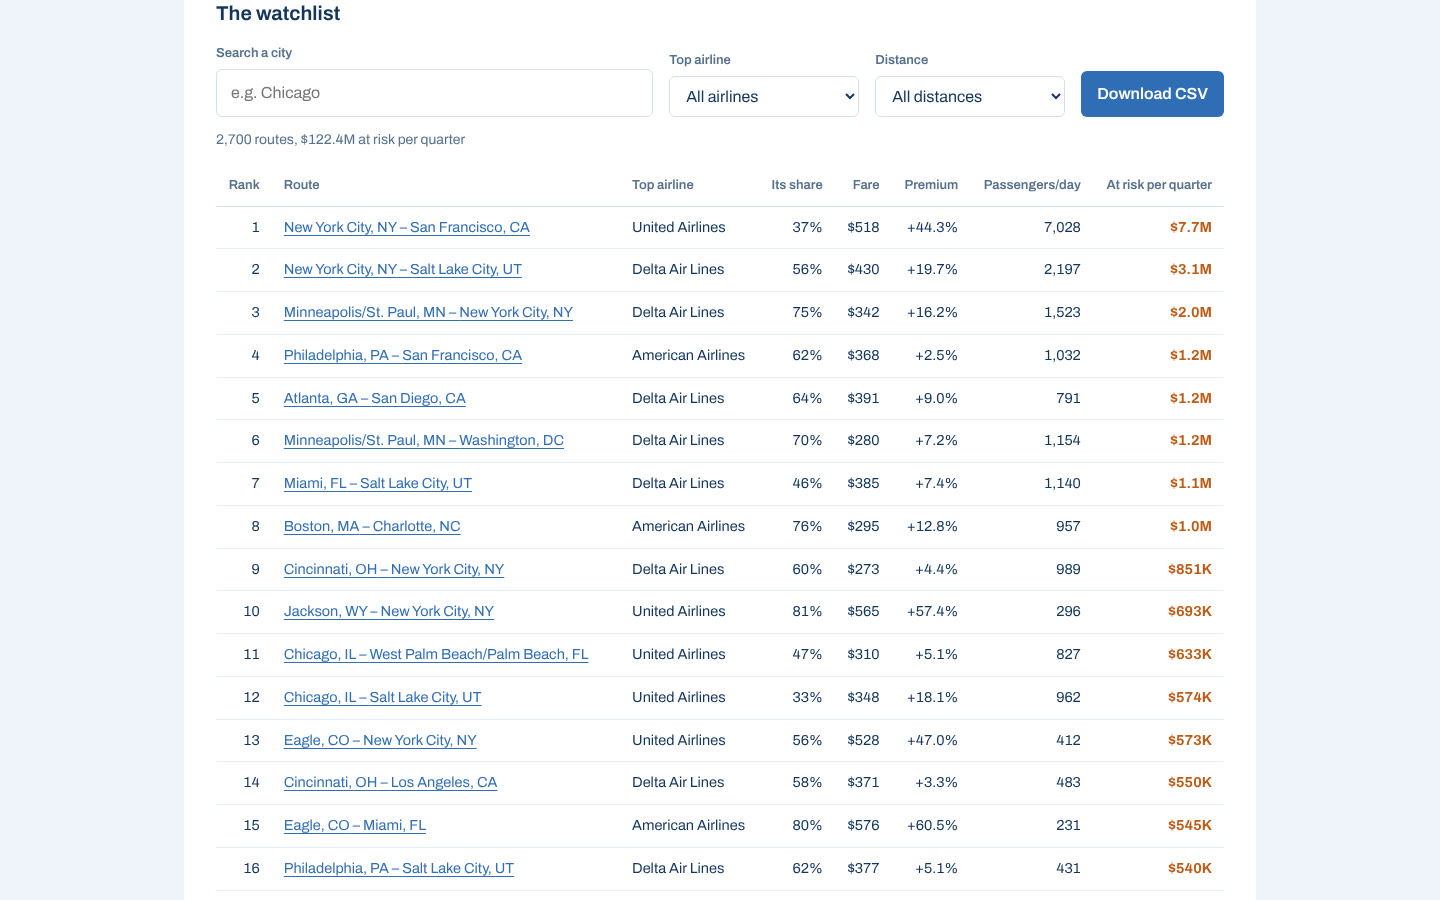 The watchlist
Search a city
Top airline
Distance
e.g. Chicago
All airlines
All distances
Download CSV
2,700 routes, $122.4M at risk per quarter
Rank Route Top airline Its share Fare Premium Passengers/day At risk per quarter
1 New York City, NY – San Francisco, CA United Airlines 37% $518 +44.3% 7,028 $7.7M
2 New York City, NY – Salt Lake City, UT Delta Air Lines 56% $430 +19.7% 2,197 $3.1M
3 Minneapolis/St. Paul, MN – New York City, NY Delta Air Lines 75% $342 +16.2% 1,523 $2.0M
4 Philadelphia, PA – San Francisco, CA American Airlines 62% $368 +2.5% 1,032 $1.2M
5 Atlanta, GA – San Diego, CA Delta Air Lines 64% $391 +9.0% 791 $1.2M
6 Minneapolis/St. Paul, MN – Washington, DC Delta Air Lines 70% $280 +7.2% 1,154 $1.2M
7 Miami, FL – Salt Lake City, UT Delta Air Lines 46% $385 +7.4% 1,140 $1.1M
8 Boston, MA – Charlotte, NC American Airlines 76% $295 +12.8% 957 $1.0M
9 Cincinnati, OH – New York City, NY Delta Air Lines 60% $273 +4.4% 989 $851K
10 Jackson, WY – New York City, NY United Airlines 81% $565 +57.4% 296 $693K
11 Chicago, IL – West Palm Beach/Palm Beach, FL United Airlines 47% $310 +5.1% 827 $633K
12 Chicago, IL – Salt Lake City, UT United Airlines 33% $348 +18.1% 962 $574K
13 Eagle, CO – New York City, NY United Airlines 56% $528 +47.0% 412 $573K
14 Cincinnati, OH – Los Angeles, CA Delta Air Lines 58% $371 +3.3% 483 $550K
15 Eagle, CO – Miami, FL American Airlines 80% $576 +60.5% 231 $545K
16 Philadelphia, PA – Salt Lake City, UT Delta Air Lines 62% $377 +5.1% 431 $540K